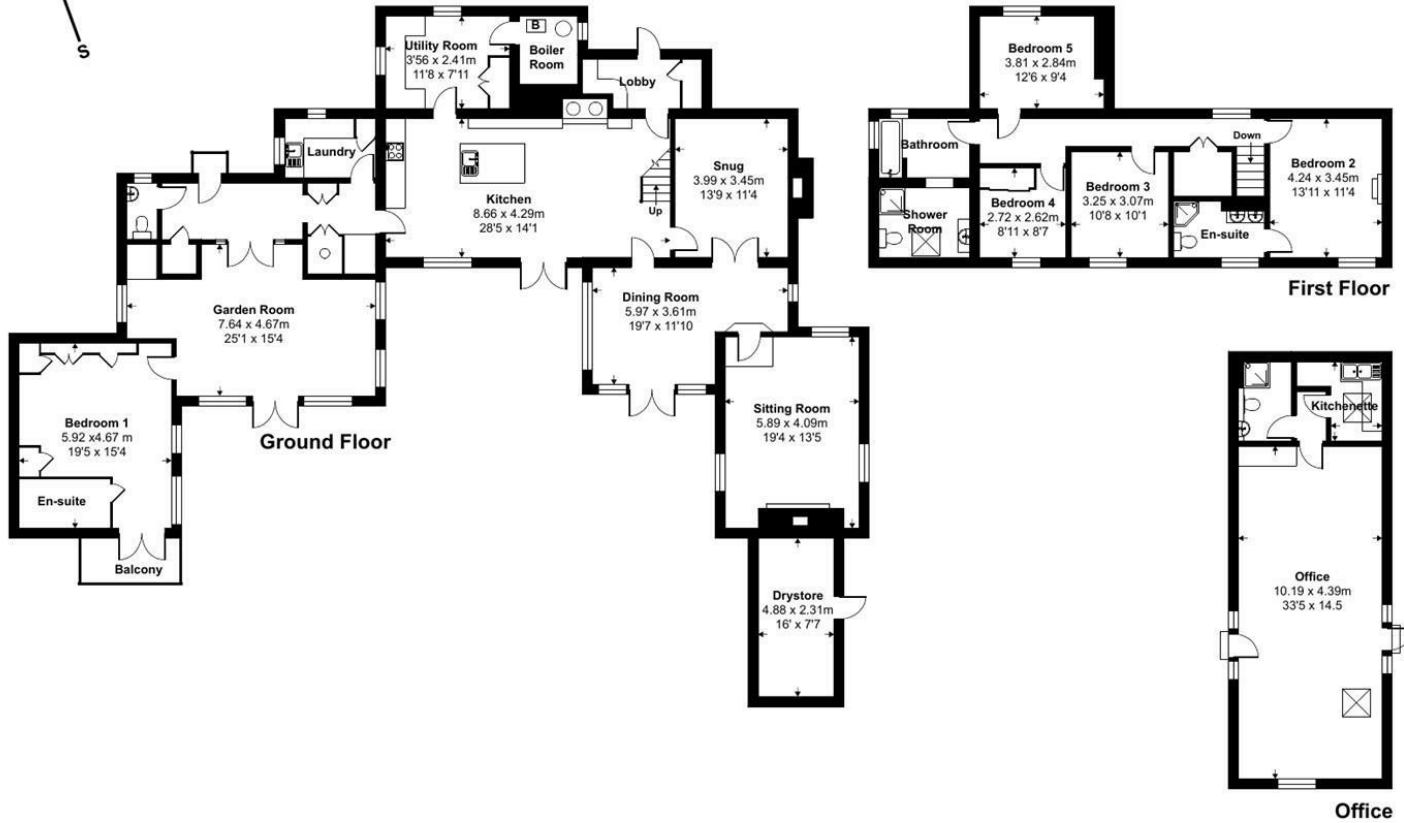 S
Utility Room
3'56 x 2.41m
11'8 x 7'11
B
Boiler
Room
Lobby
Laundry
Kitchen
8.66 x 4.29m
28'5 x 14'1
Up
Snug
3.99 x 3.45m
13'9 x 11'4
Garden Room
7.64 x 4.67m
25'1 x 15'4
Dining Room
5.97 x 3.61m
19'7 x 11'10
Bedroom 1
5.92 x4.67 m
19'5 x 15'4
En-suite
Balcony
Ground Floor
Sitting Room
5.89 x 4.09m
19'4 x 13'5
Drystore
4.88 x 2.31m
16' x 7'7
Bedroom 5
3.81 x 2.84m
12'6 x 9'4
Bathroom
Shower
Room
Bedroom 4
2.72 x 2.62m
8'11 x 8'7
Bedroom 3
3.25 x 3.07m
10'8 x 10'1
Down
En-suite
Bedroom 2
4.24 x 3.45m
13'11 x 11'4
First Floor
Kitchenette
Office
10.19 x 4.39m
33'5 x 14.5
Office